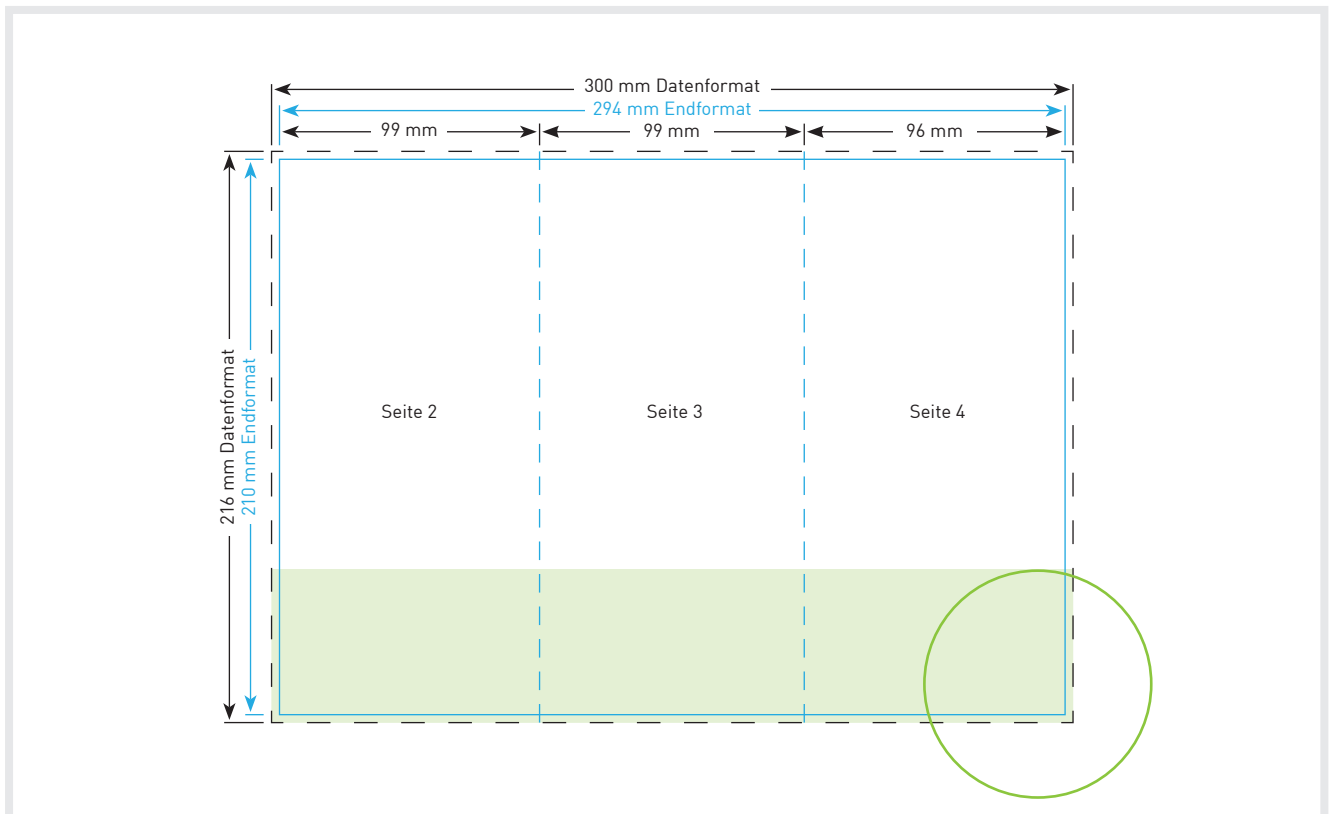 300 mm Datenformat
294 mm Endformat
99 mm
99 mm
96 mm
216 mm Datenformat
210 mm Endformat
Seite 2
Seite 3
Seite 4